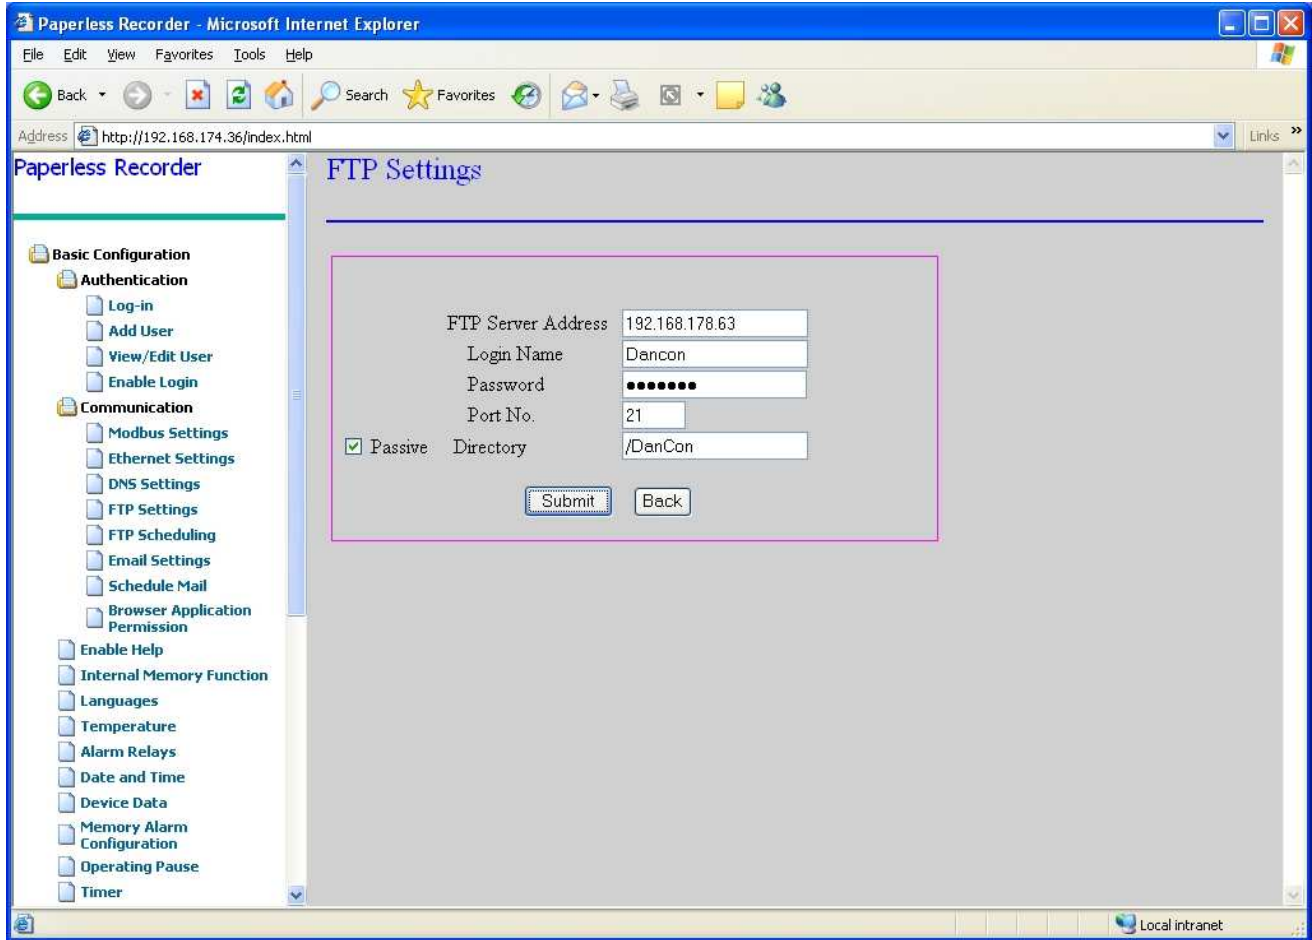 Paperless Recorder - Microsoft Internet Explorer
File Edit View Favorites Tools Help
Back Search Favorites
Address http://192.168.174.36/index.html Links »
Paperless Recorder
Basic Configuration
Authentication
Log-in
Add User
View/Edit User
Enable Login
Communication
Modbus Settings
Ethernet Settings
DNS Settings
FTP Settings
FTP Scheduling
Email Settings
Schedule Mail
Browser Application
Permission
Enable Help
Internal Memory Function
Languages
Temperature
Alarm Relays
Date and Time
Device Data
Memory Alarm
Configuration
Operating Pause
Timer
FTP Settings
FTP Server Address 192.168.178.63
Login Name Dancon
Password ●●●●●●●
Port No. 21
Passive Directory /DanCon
Submit Back
Local intranet